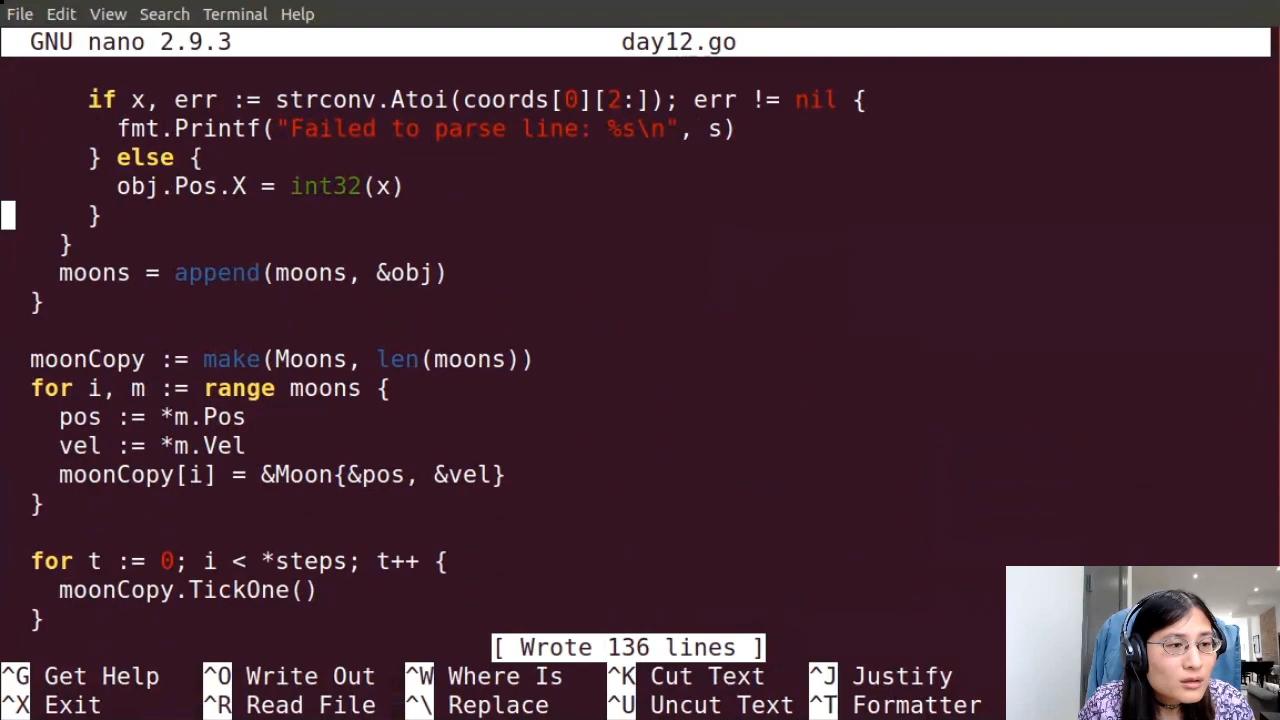 File Edit View Search Terminal Help
GNU nano 2.9.3 day12.go
if x, err := strconv.Atoi(coords[0][2:]); err != nil {
fmt.Printf("Failed to parse line: %s\n", s)
} else {
obj.Pos.X = int32(x)
}
}
moons = append(moons, &obj)
}
moonCopy := make(Moons, len(moons))
for i, m := range moons {
pos := *m.Pos
vel := *m.Vel
moonCopy[i] = &Moon{&pos, &vel}
}
for t := 0; i < *steps; t++ {
moonCopy.TickOne()
}
[ Wrote 136 lines ]
^G Get Help ^O Write Out ^W Where Is ^K Cut Text ^J Justify
^X Exit ^R Read File ^\ Replace ^U Uncut Text ^T Formatter